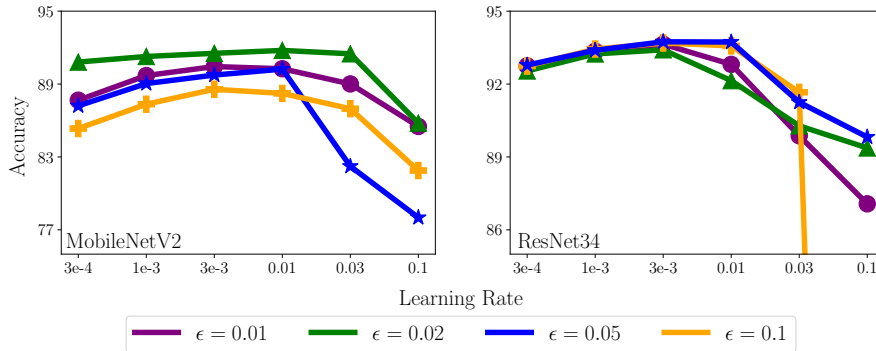 95
89
83
77
Accuracy
MobileNetV2
3e-4 1e-3 3e-3 0.01 0.03 0.1
95
92
89
86
ResNet34
3e-4 1e-3 3e-3 0.01 0.03 0.1
Learning Rate
ϵ = 0.01 ϵ = 0.02 ϵ = 0.05 ϵ = 0.1